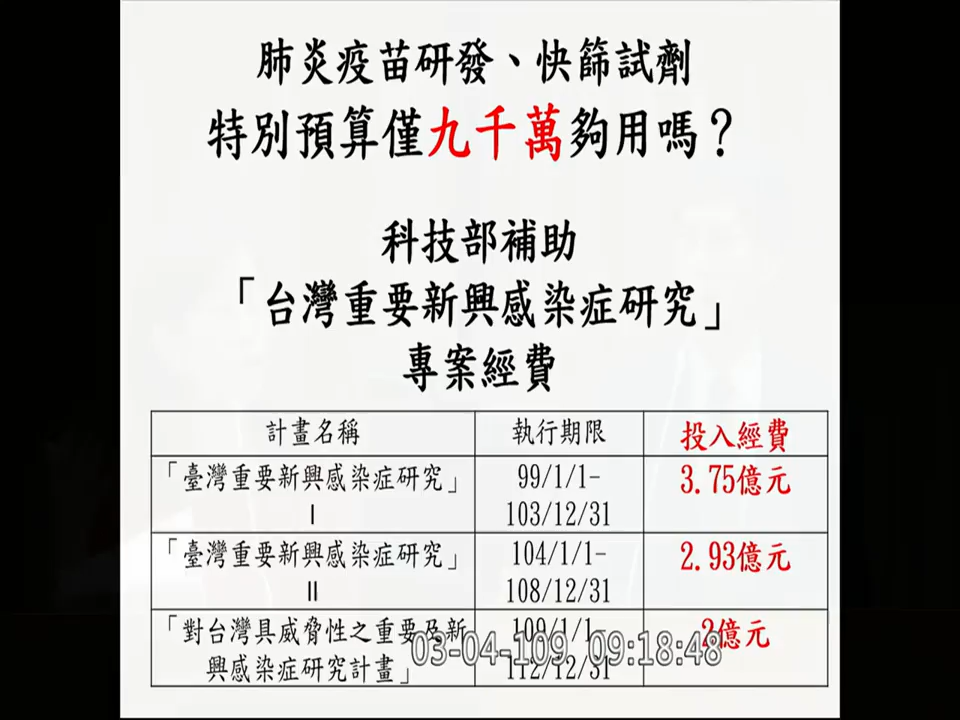 肺炎疫苗研發、快篩試劑
特別預算僅九千萬夠用嗎？
科技部補助
「台灣重要新興感染症研究」
專案經費
計畫名稱
執行期限
投入經費
「臺灣重要新興感染症研究」
I
99/1/1-
103/12/31
3.75億元
「臺灣重要新興感染症研究」
II
104/1/1-
108/12/31
2.93億元
「對台灣具威脅性之重要及新
興感染症研究計畫」
109/1/1-
112/12/31
2億元
03-04-109 09:18:48